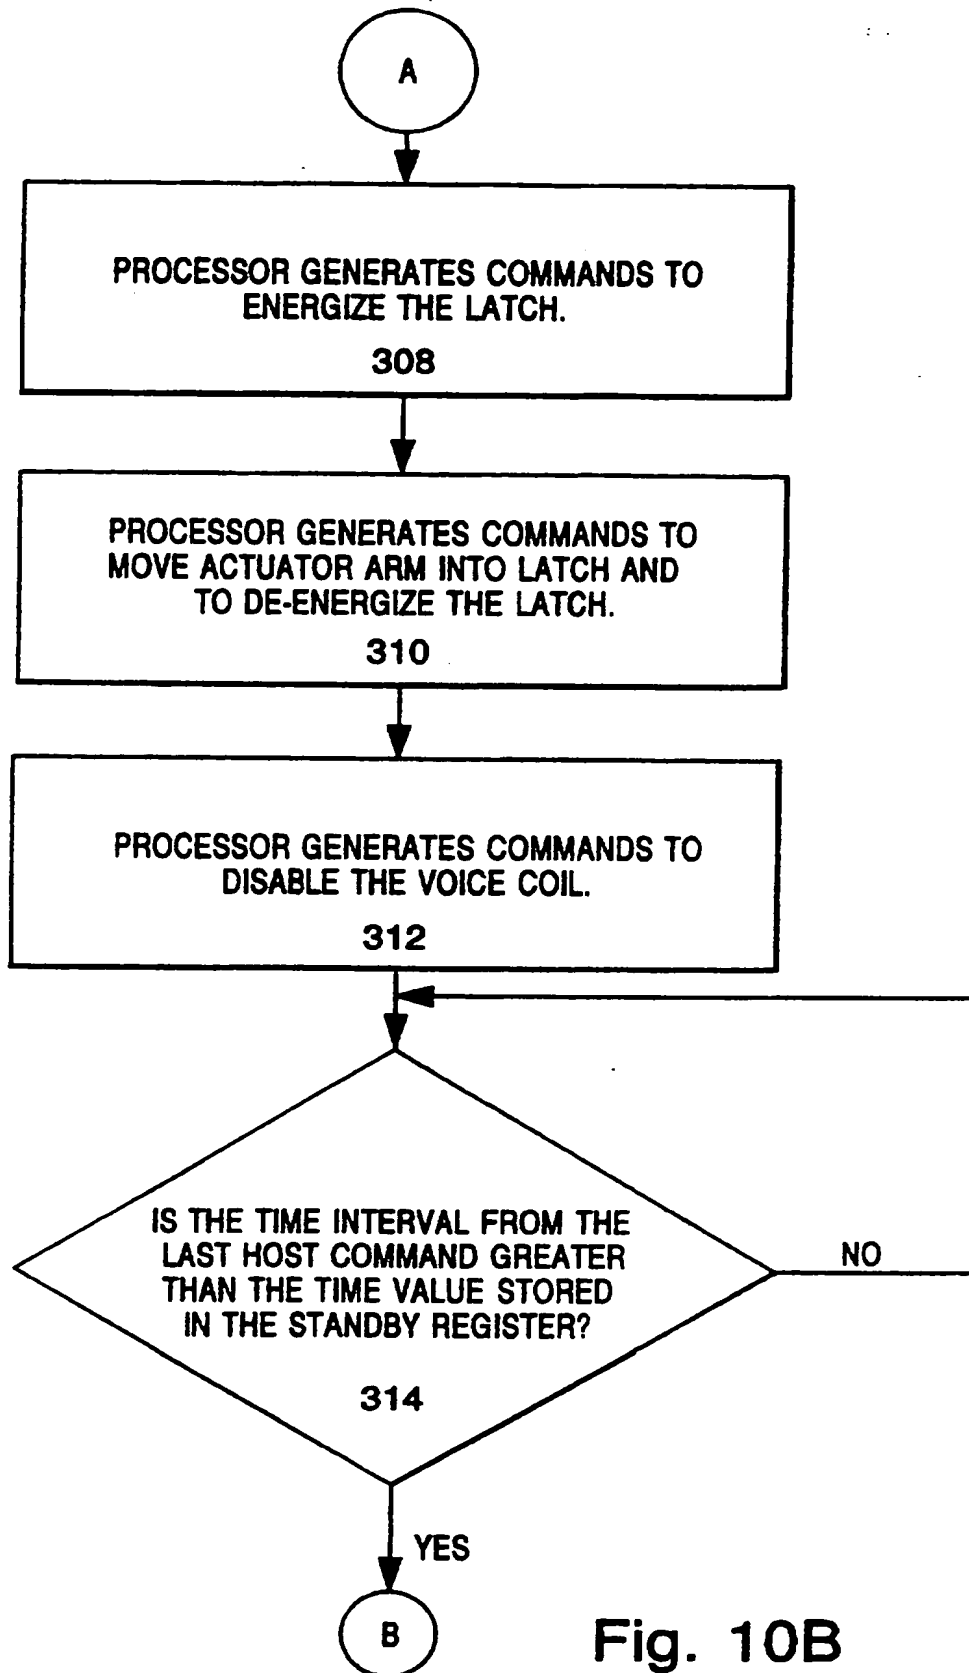 A
PROCESSOR GENERATES COMMANDS TO
ENERGIZE THE LATCH.
308
PROCESSOR GENERATES COMMANDS TO
MOVE ACTUATOR ARM INTO LATCH AND
TO DE-ENERGIZE THE LATCH.
310
PROCESSOR GENERATES COMMANDS TO
DISABLE THE VOICE COIL.
312
IS THE TIME INTERVAL FROM THE
LAST HOST COMMAND GREATER
THAN THE TIME VALUE STORED
IN THE STANDBY REGISTER?
314
NO
YES
B
Fig. 10B